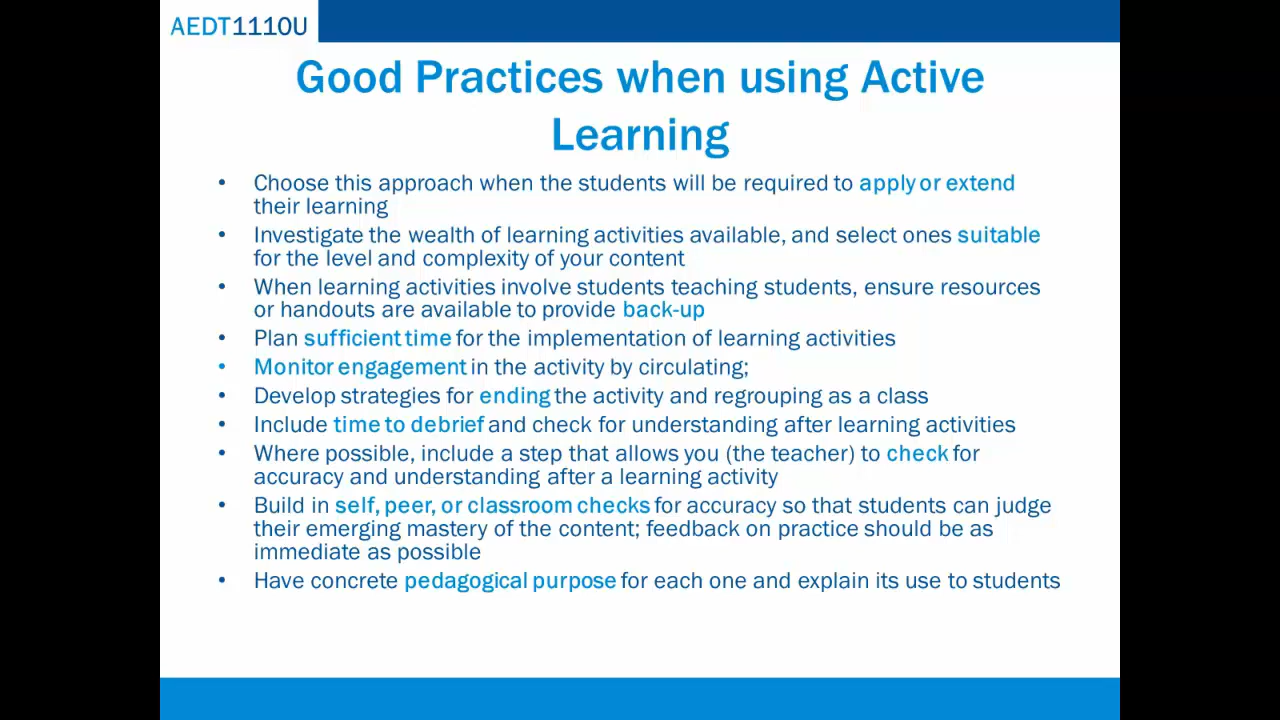 AEDT1110U
Good Practices when using Active
Learning
• Choose this approach when the students will be required to apply or extend
their learning
• Investigate the wealth of learning activities available, and select ones suitable
for the level and complexity of your content
• When learning activities involve students teaching students, ensure resources
or handouts are available to provide back-up
• Plan sufficient time for the implementation of learning activities
• Monitor engagement in the activity by circulating;
• Develop strategies for ending the activity and regrouping as a class
• Include time to debrief and check for understanding after learning activities
• Where possible, include a step that allows you (the teacher) to check for
accuracy and understanding after a learning activity
• Build in self, peer, or classroom checks for accuracy so that students can judge
their emerging mastery of the content; feedback on practice should be as
immediate as possible
• Have concrete pedagogical purpose for each one and explain its use to students